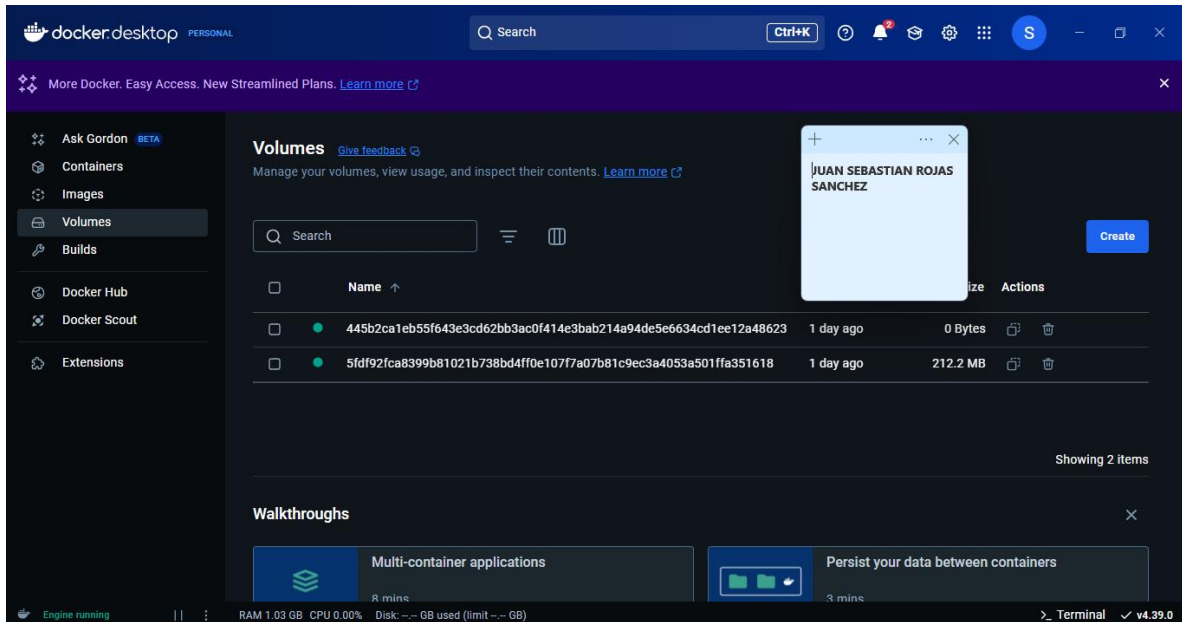 docker.desktop PERSONAL
Search
Ctrl+K
2
S
More Docker. Easy Access. New Streamlined Plans. Learn more
Ask Gordon BETA
Containers
Images
Volumes
Builds
Docker Hub
Docker Scout
Extensions
Volumes Give feedback
Manage your volumes, view usage, and inspect their contents. Learn more
JUAN SEBASTIAN ROJAS
SANCHEZ
Search
Create
Name ize Actions
445b2ca1eb55f643e3cd62bb3ac0f414e3bab214a94de5e6634cd1ee12a48623 1 day ago 0 Bytes
5fdf92fca8399b81021b738bd4ff0e107f7a07b81c9ec3a4053a501ffa351618 1 day ago 212.2 MB
Showing 2 items
Walkthroughs
Multi-container applications
8 mins
Persist your data between containers
3 mins
Engine running RAM 1.03 GB CPU 0.00% Disk: --.-- GB used (limit --.-- GB) >_ Terminal v4.39.0